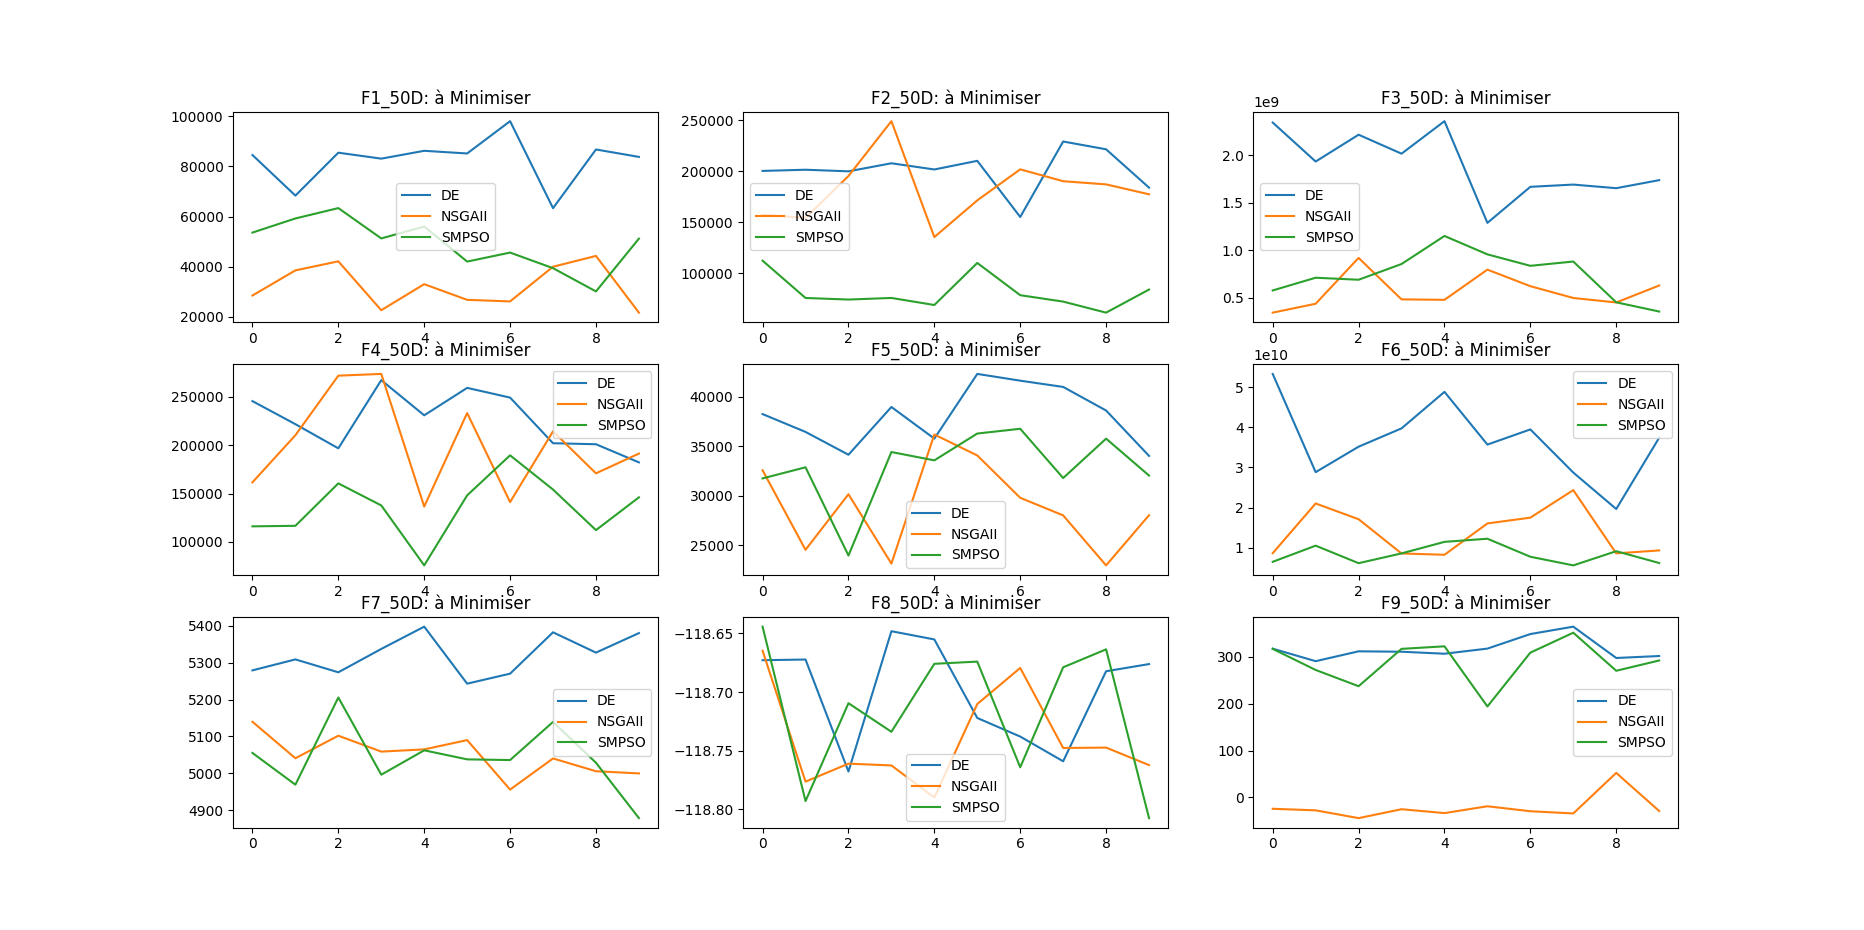 F1_50D: à Minimiser
100000
80000
60000
40000
20000
0 2 4 6 8
DE
NSGAII
SMPSO
F2_50D: à Minimiser
250000
200000
150000
100000
0 2 4 6 8
DE
NSGAII
SMPSO
F3_50D: à Minimiser
1e9
2.0
1.5
1.0
0.5
0 2 4 6 8
DE
NSGAII
SMPSO
F4_50D: à Minimiser
250000
200000
150000
100000
0 2 4 6 8
DE
NSGAII
SMPSO
F5_50D: à Minimiser
40000
35000
30000
25000
0 2 4 6 8
DE
NSGAII
SMPSO
F6_50D: à Minimiser
1e10
5
4
3
2
1
0 2 4 6 8
DE
NSGAII
SMPSO
F7_50D: à Minimiser
5400
5300
5200
5100
5000
4900
0 2 4 6 8
DE
NSGAII
SMPSO
F8_50D: à Minimiser
−118.65
−118.70
−118.75
−118.80
0 2 4 6 8
DE
NSGAII
SMPSO
F9_50D: à Minimiser
300
200
100
0
0 2 4 6 8
DE
NSGAII
SMPSO